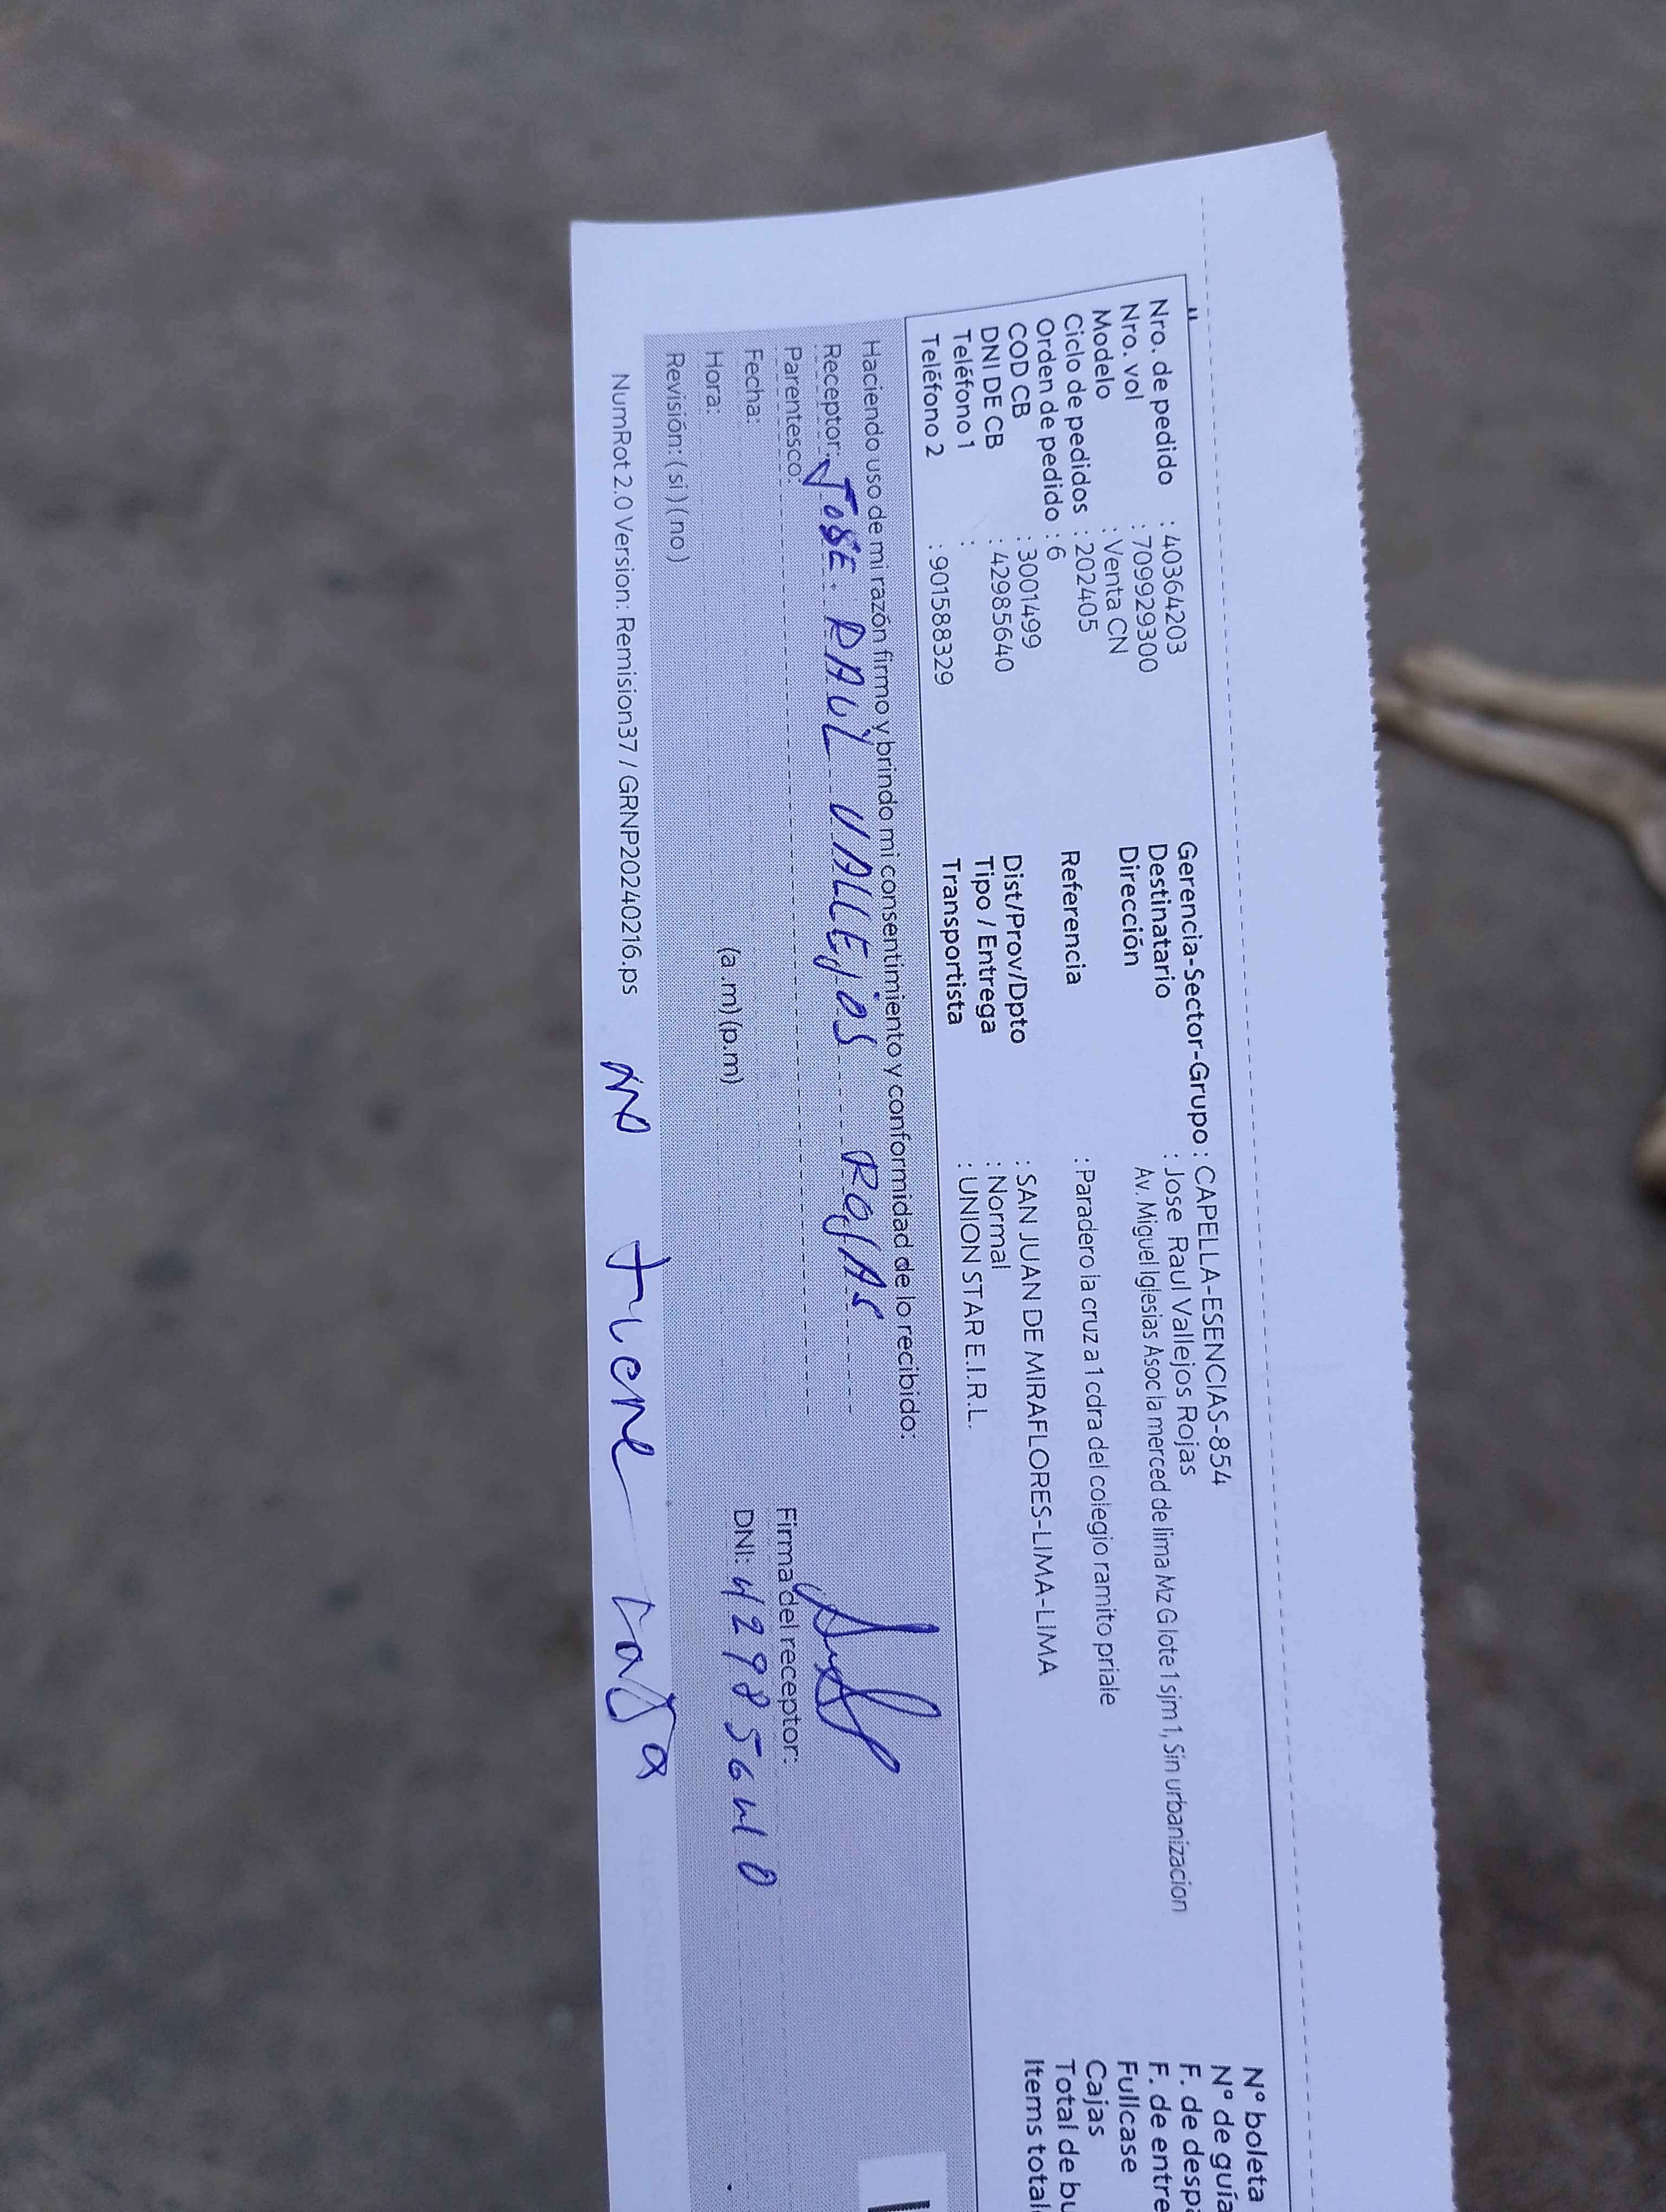 Nro. de pedido : 40364203
Nro. vol : 709929300
Modelo : Venta CN
Ciclo de pedidos : 202405
Orden de pedido : 6
COD CB : 3001499
DNI DE CB : 42985640
Teléfono 1 :
Teléfono 2 : 901588329
Gerencia-Sector-Grupo : CAPELLA-ESENCIAS-854
Destinatario : Jose Raul Vallejos Rojas
Dirección Av. Miguel Iglesias Asoc la merced de lima Mz G lote 1 sjm 1, Sin urbanizacion
Referencia : Paradero la cruz a 1 cdra del colegio ramito priale
Dist/Prov/Dpto : SAN JUAN DE MIRAFLORES-LIMA-LIMA
Tipo / Entrega : Normal
Transportista : UNION STAR E.I.R.L.
N° boleta
N° de guía
F. de desp
F. de entre
Fullcase
Cajas
Total de bu
Items total
Haciendo uso de mi razón firmo y brindo mi consentimiento y conformidad de lo recibido:
Receptor: JOSE RAUL VALLEJOS ROJAS
Parentesco:
Fecha:
Hora: (a.m) (p.m)
Revisión: (si) (no)
Firma del receptor:
DNI: 42985640
NumRot 2.0 Version: Remision37 / GRNP20240216.ps
no tiene caja